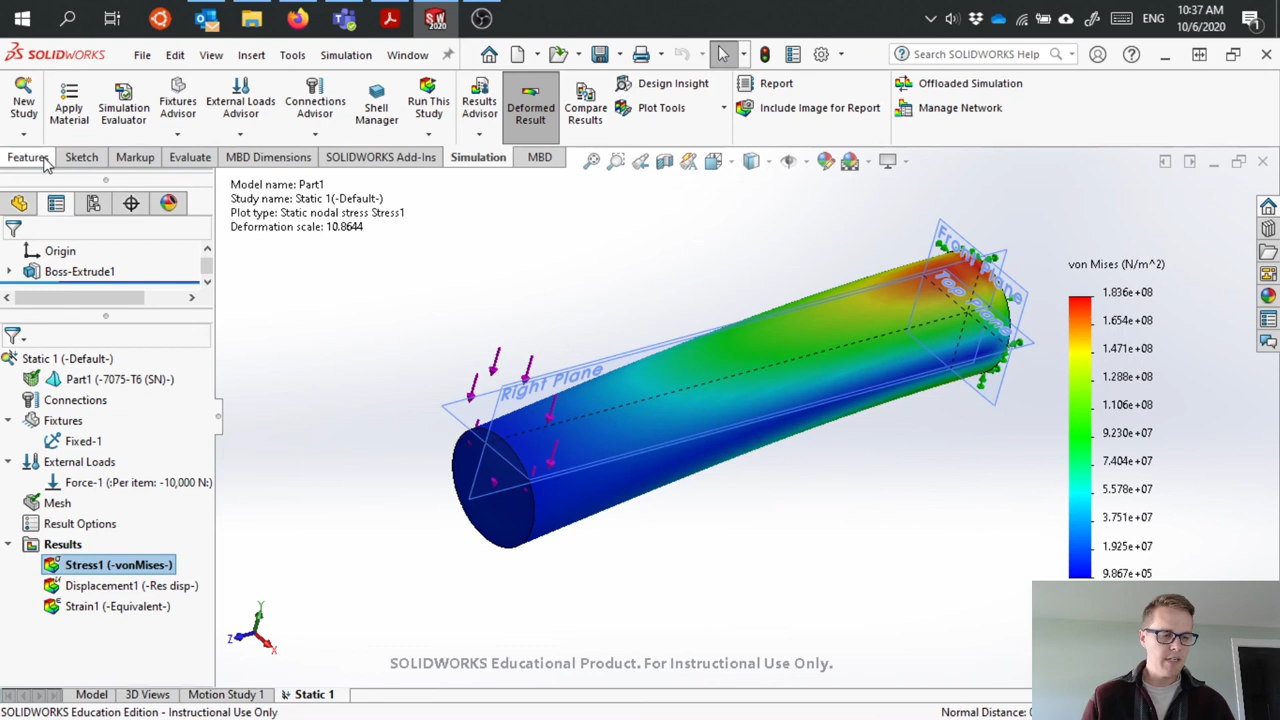 10:37 AM
ENG
10/6/2020
SW
2020
1
SOLIDWORKS
File Edit View Insert Tools Simulation Window
Search SOLIDWORKS Help
New Study
Apply Material
Simulation Evaluator
Fixtures Advisor
External Loads Advisor
Connections Advisor
Shell Manager
Run This Study
Results Advisor
Deformed Result
Compare Results
Design Insight
Plot Tools
Report
Include Image for Report
Offloaded Simulation
Manage Network
Features Sketch Markup Evaluate MBD Dimensions SOLIDWORKS Add-Ins Simulation MBD
Model name: Part1
Study name: Static 1(-Default-)
Plot type: Static nodal stress Stress1
Deformation scale: 10.8644
Origin
Boss-Extrude1
Static 1 (-Default-)
Part1 (-7075-T6 (SN)-)
Connections
Fixtures
Fixed-1
External Loads
Force-1 (:Per item: -10,000 N:)
Mesh
Result Options
Results
Stress1 (-vonMises-)
Displacement1 (-Res disp-)
Strain1 (-Equivalent-)
Front Plane
Top Plane
Right Plane
von Mises (N/m^2)
1.836e+08
1.654e+08
1.471e+08
1.288e+08
1.106e+08
9.230e+07
7.404e+07
5.578e+07
3.751e+07
1.925e+07
9.867e+05
Y
Z
X
SOLIDWORKS Educational Product. For Instructional Use Only.
Model 3D Views Motion Study 1 Static 1
SOLIDWORKS Education Edition - Instructional Use Only
Normal Distance: